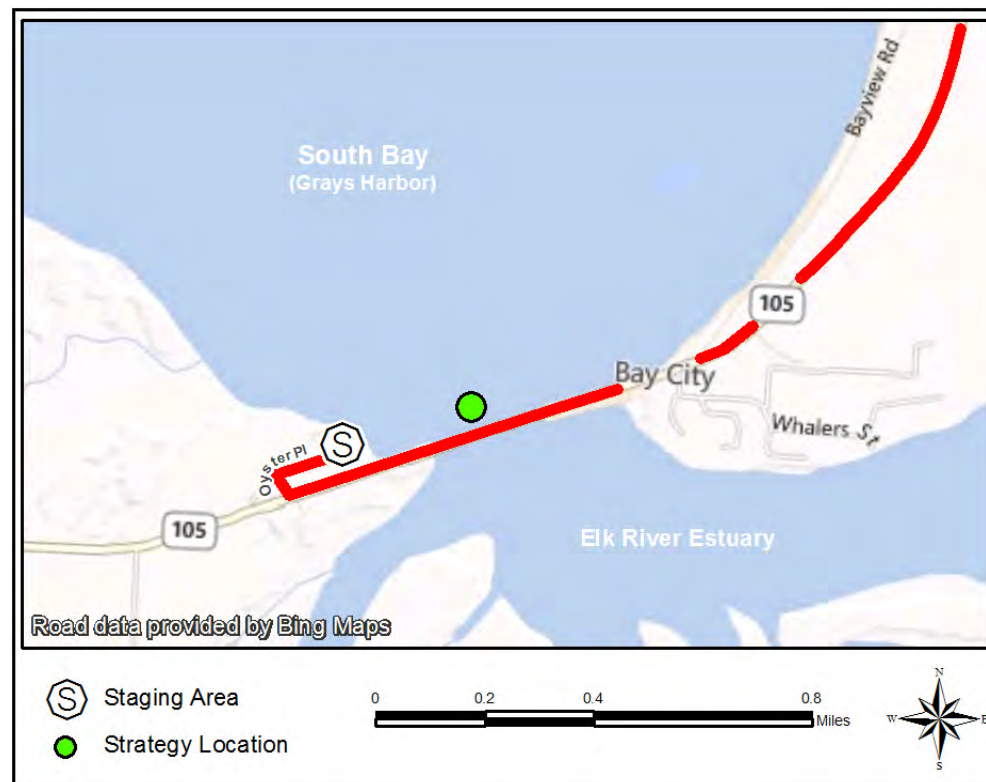 Bayview Rd
South Bay
(Grays Harbor)
105
Bay City
Whalers St
Oyster Pl
S
105
Elk River Estuary
Road data provided by Bing Maps
S Staging Area
Strategy Location
0 0.2 0.4 0.8
Miles
N
W E
S